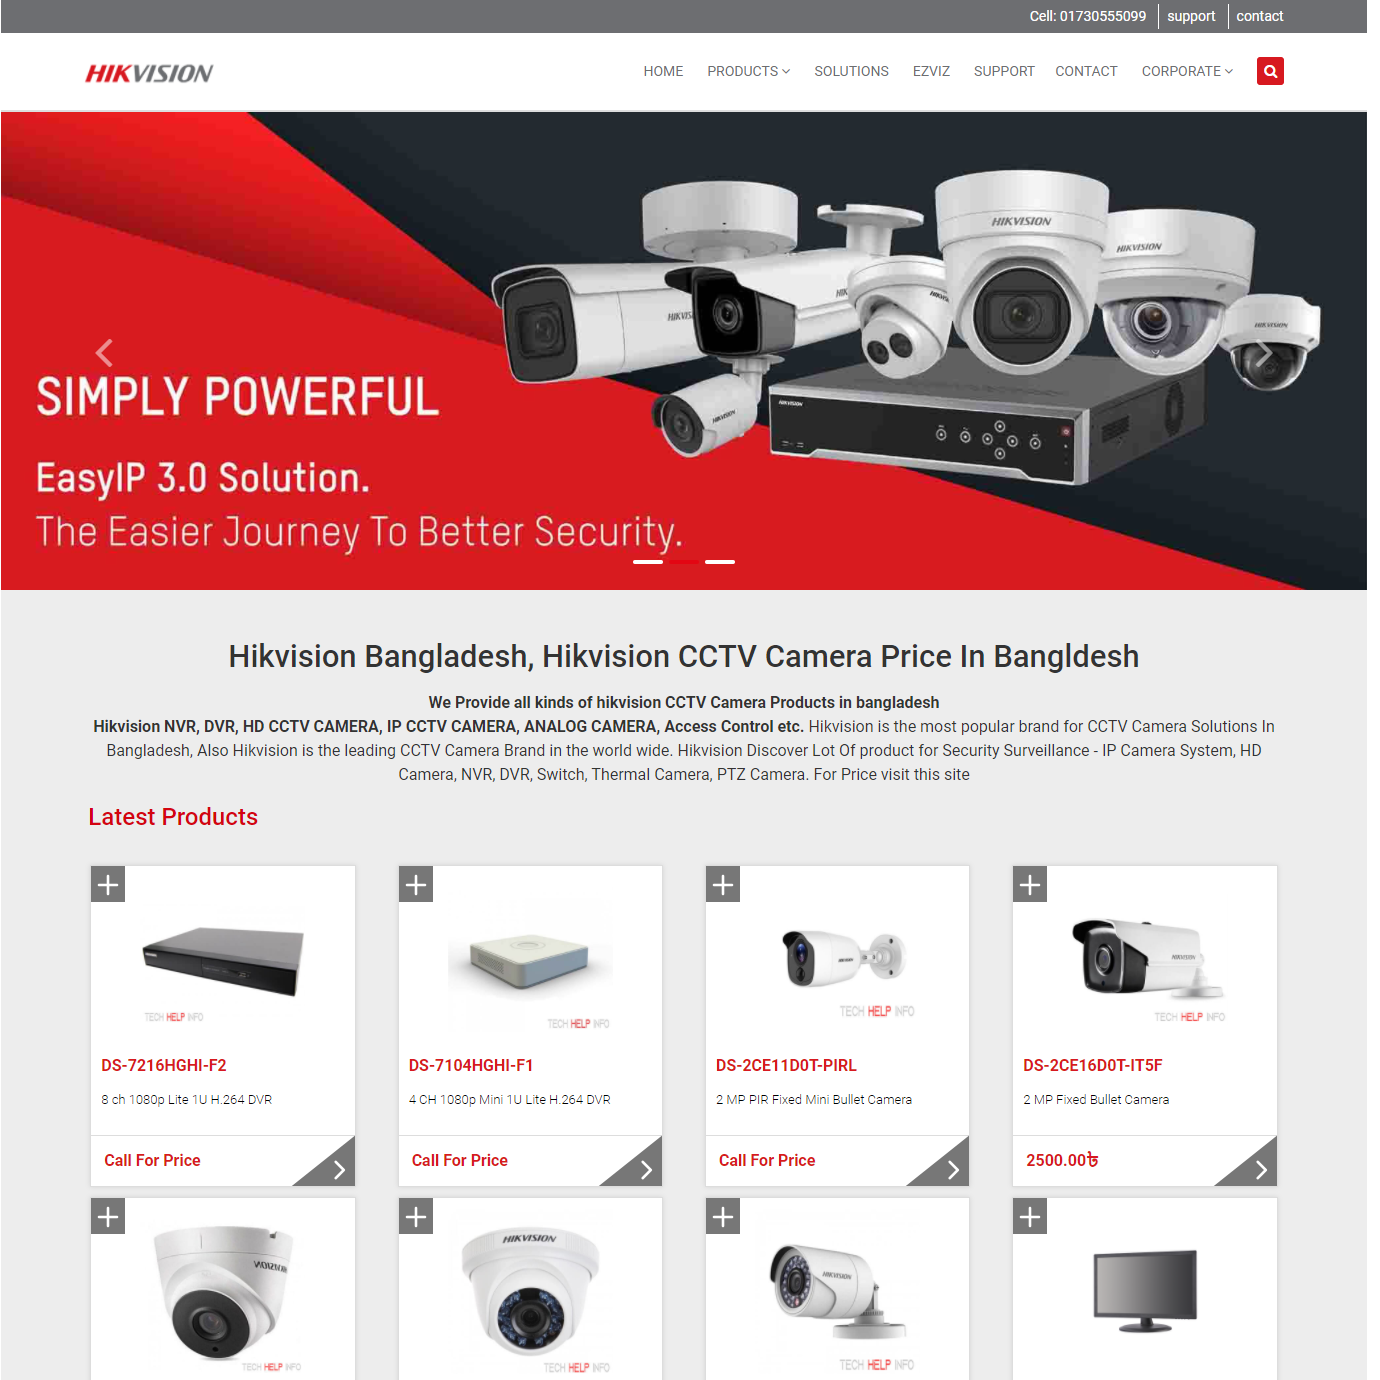 Cell: 01730555099 support contact
HIKVISION
HOME PRODUCTS SOLUTIONS EZVIZ SUPPORT CONTACT CORPORATE
HIKVISION
HIKVISION
HIKVISION
HIKVISION
HIKVISION
SIMPLY POWERFUL
EasyIP 3.0 Solution.
The Easier Journey To Better Security.
Hikvision Bangladesh, Hikvision CCTV Camera Price In Bangldesh
We Provide all kinds of hikvision CCTV Camera Products in bangladesh
Hikvision NVR, DVR, HD CCTV CAMERA, IP CCTV CAMERA, ANALOG CAMERA, Access Control etc. Hikvision is the most popular brand for CCTV Camera Solutions In
Bangladesh, Also Hikvision is the leading CCTV Camera Brand in the world wide. Hikvision Discover Lot Of product for Security Surveillance - IP Camera System, HD
Camera, NVR, DVR, Switch, Thermal Camera, PTZ Camera. For Price visit this site
Latest Products
TECH HELP INFO
DS-7216HGHI-F2
8 ch 1080p Lite 1U H.264 DVR
Call For Price
TECH HELP INFO
DS-7104HGHI-F1
4 CH 1080p Mini 1U Lite H.264 DVR
Call For Price
HIKVISION
TECH HELP INFO
DS-2CE11D0T-PIRL
2 MP PIR Fixed Mini Bullet Camera
Call For Price
HIKVISION
TECH HELP INFO
DS-2CE16D0T-IT5F
2 MP Fixed Bullet Camera
2500.00৳
TECH HELP INFO
HIKVISION
TECH HELP INFO
HIKVISION
TECH HELP INFO